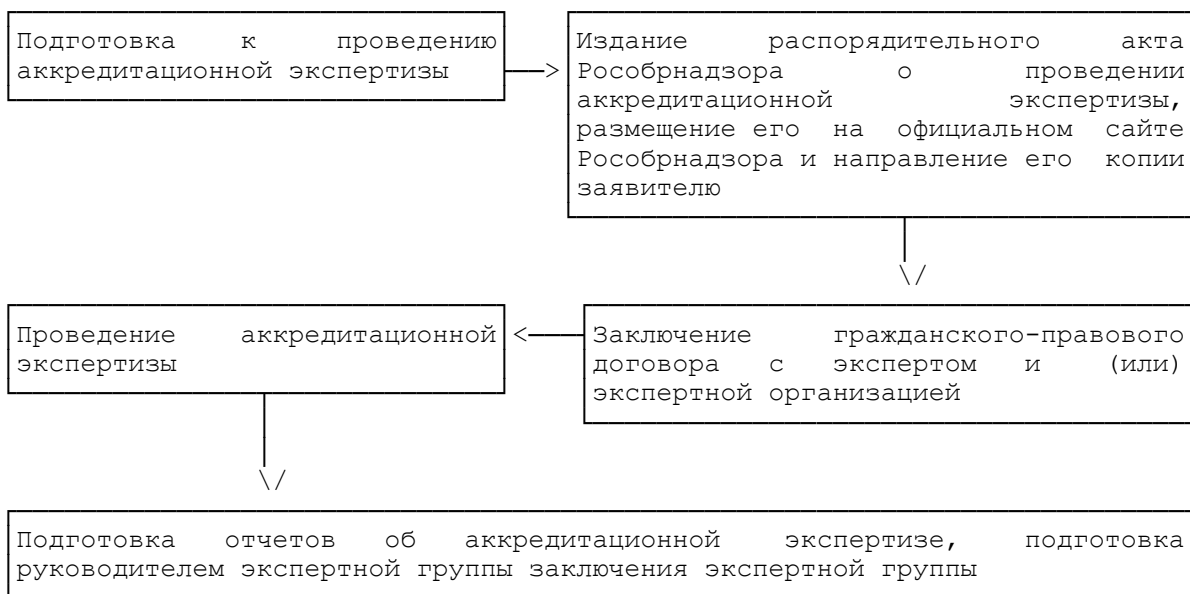 Подготовка к проведению
аккредитационной экспертизы
Издание распорядительного акта
Рособрнадзора о проведении
аккредитационной экспертизы,
размещение его на официальном сайте
Рособрнадзора и направление его копии
заявителю
Проведение аккредитационной
экспертизы
Заключение гражданского-правового
договора с экспертом и (или)
экспертной организацией
Подготовка отчетов об аккредитационной экспертизе, подготовка
руководителем экспертной группы заключения экспертной группы